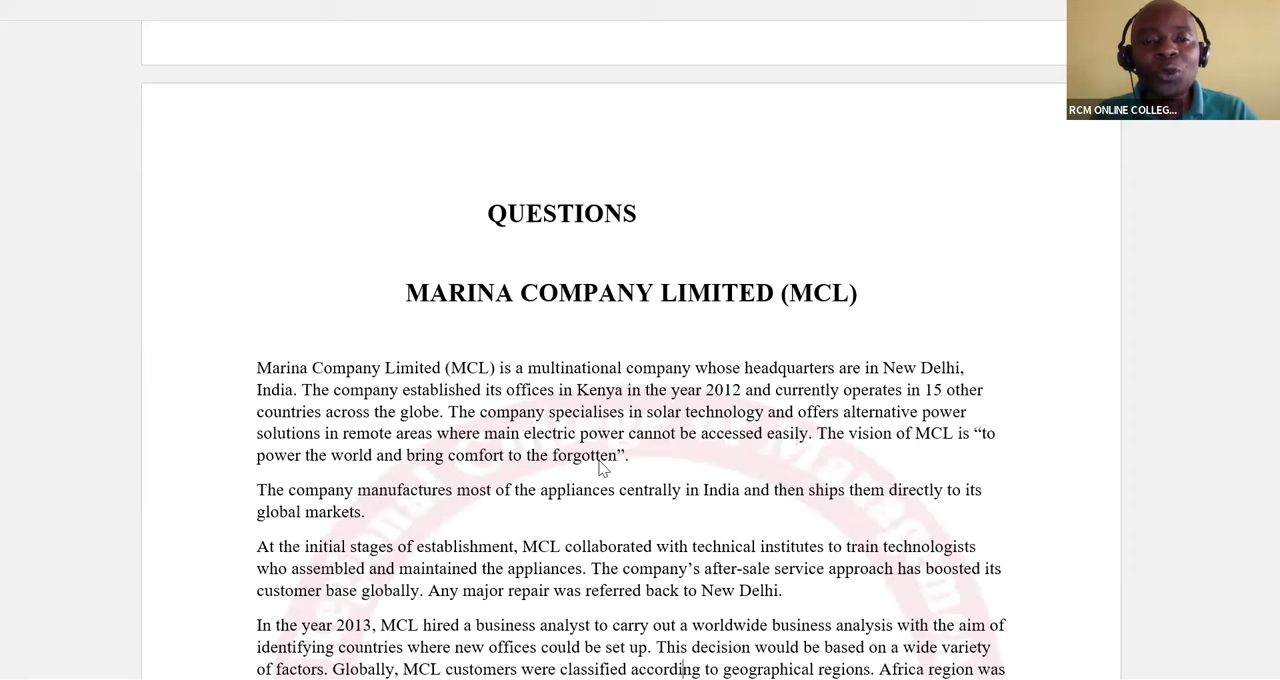 RCM ONLINE COLLEG...
QUESTIONS
MARINA COMPANY LIMITED (MCL)
Marina Company Limited (MCL) is a multinational company whose headquarters are in New Delhi,
India. The company established its offices in Kenya in the year 2012 and currently operates in 15 other
countries across the globe. The company specialises in solar technology and offers alternative power
solutions in remote areas where main electric power cannot be accessed easily. The vision of MCL is “to
power the world and bring comfort to the forgotten”.
The company manufactures most of the appliances centrally in India and then ships them directly to its
global markets.
At the initial stages of establishment, MCL collaborated with technical institutes to train technologists
who assembled and maintained the appliances. The company’s after-sale service approach has boosted its
customer base globally. Any major repair was referred back to New Delhi.
In the year 2013, MCL hired a business analyst to carry out a worldwide business analysis with the aim of
identifying countries where new offices could be set up. This decision would be based on a wide variety
of factors. Globally, MCL customers were classified according to geographical regions. Africa region was